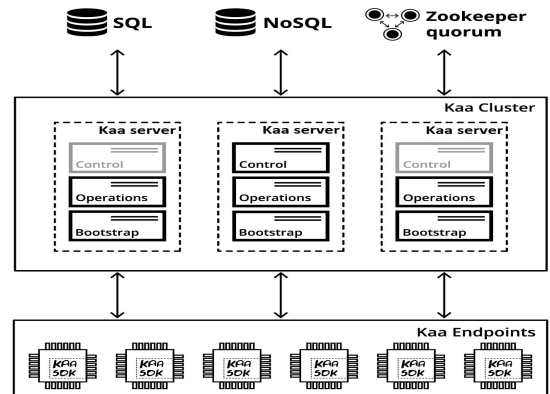 SQL
NoSQL
Zookeeper
quorum
Kaa Cluster
Kaa server
Control
Operations
Bootstrap
Kaa server
Control
Operations
Bootstrap
Kaa server
Control
Operations
Bootstrap
Kaa Endpoints
KAA
SDK
KAA
SDK
KAA
SDK
KAA
SDK
KAA
SDK
KAA
SDK